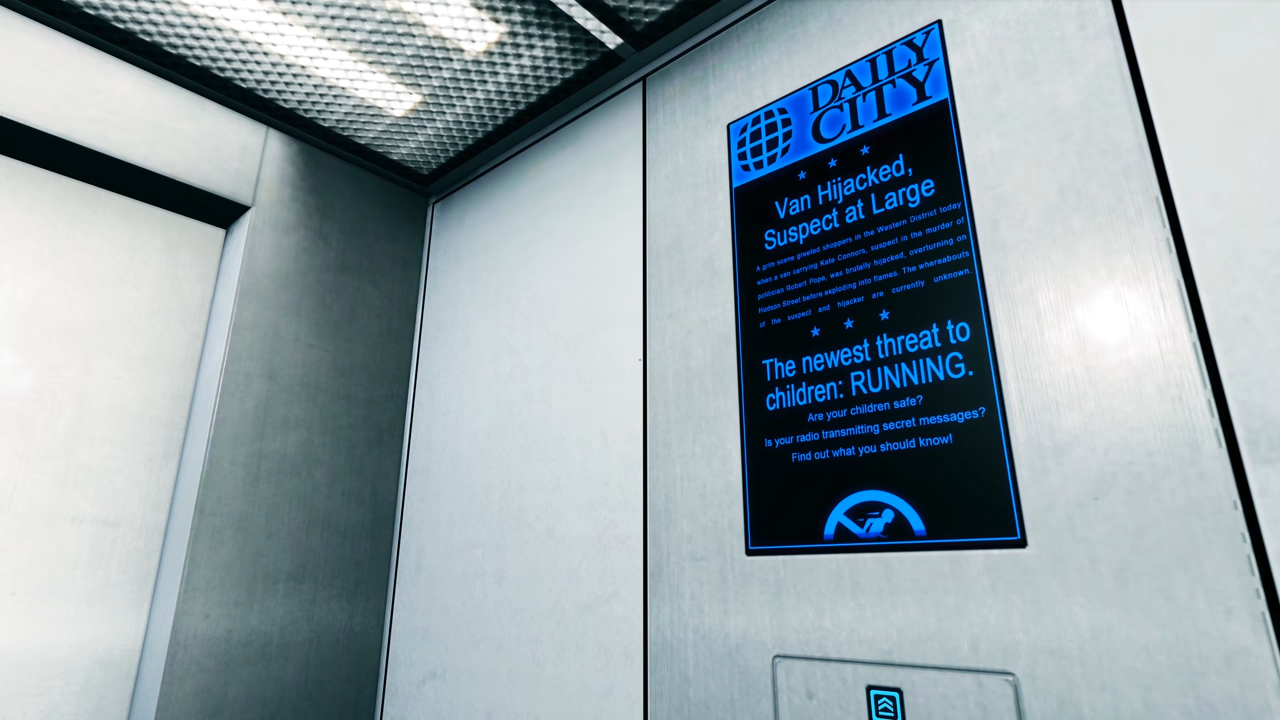 DAILY
CITY
Van Hijacked,
Suspect at Large
A grim scene greeted shoppers in the Western District today
when a van carrying Kate Connors, suspect in the murder of
politician Robert Pope, was brutally hijacked, overturning on
Hudson Street before exploding into flames. The whereabouts
of the suspect and hijacker are currently unknown.
The newest threat to
children: RUNNING.
Are your children safe?
Is your radio transmitting secret messages?
Find out what you should know!